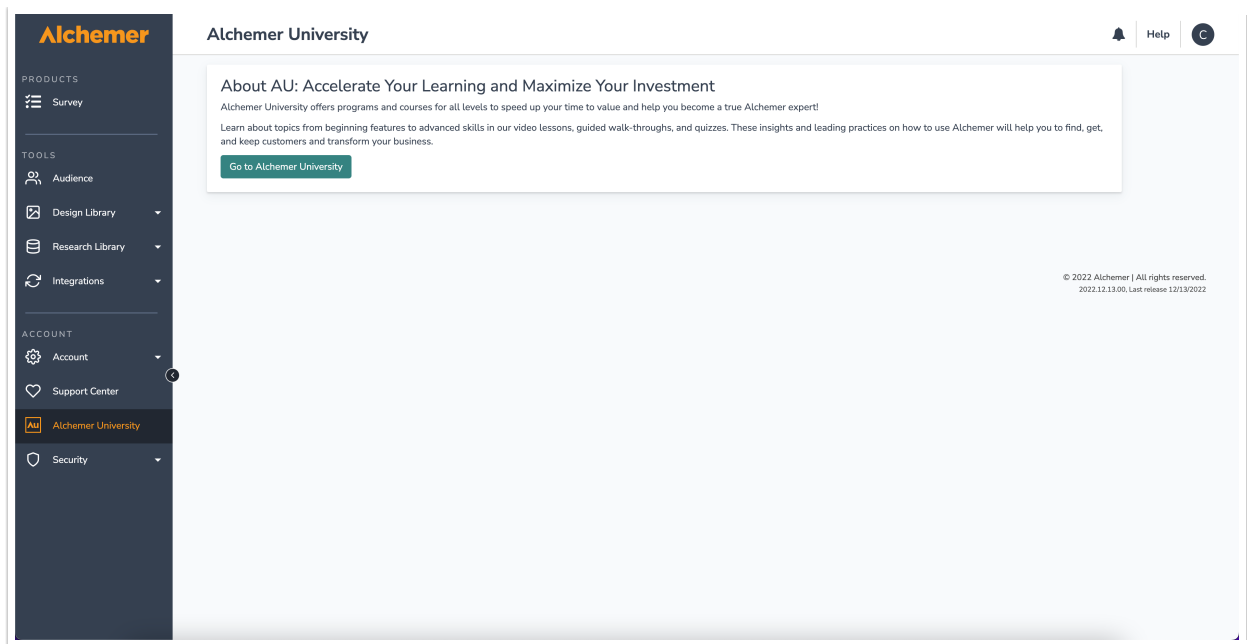 Alchemer
PRODUCTS
Survey
TOOLS
Audience
Design Library
Research Library
Integrations
ACCOUNT
Account
Support Center
AU
Alchemer University
Security
Alchemer University
Help
C
About AU: Accelerate Your Learning and Maximize Your Investment
Alchemer University offers programs and courses for all levels to speed up your time to value and help you become a true Alchemer expert!
Learn about topics from beginning features to advanced skills in our video lessons, guided walk-throughs, and quizzes. These insights and leading practices on how to use Alchemer will help you to find, get,
and keep customers and transform your business.
Go to Alchemer University
© 2022 Alchemer | All rights reserved.
2022.12.13.00, Last release 12/13/2022